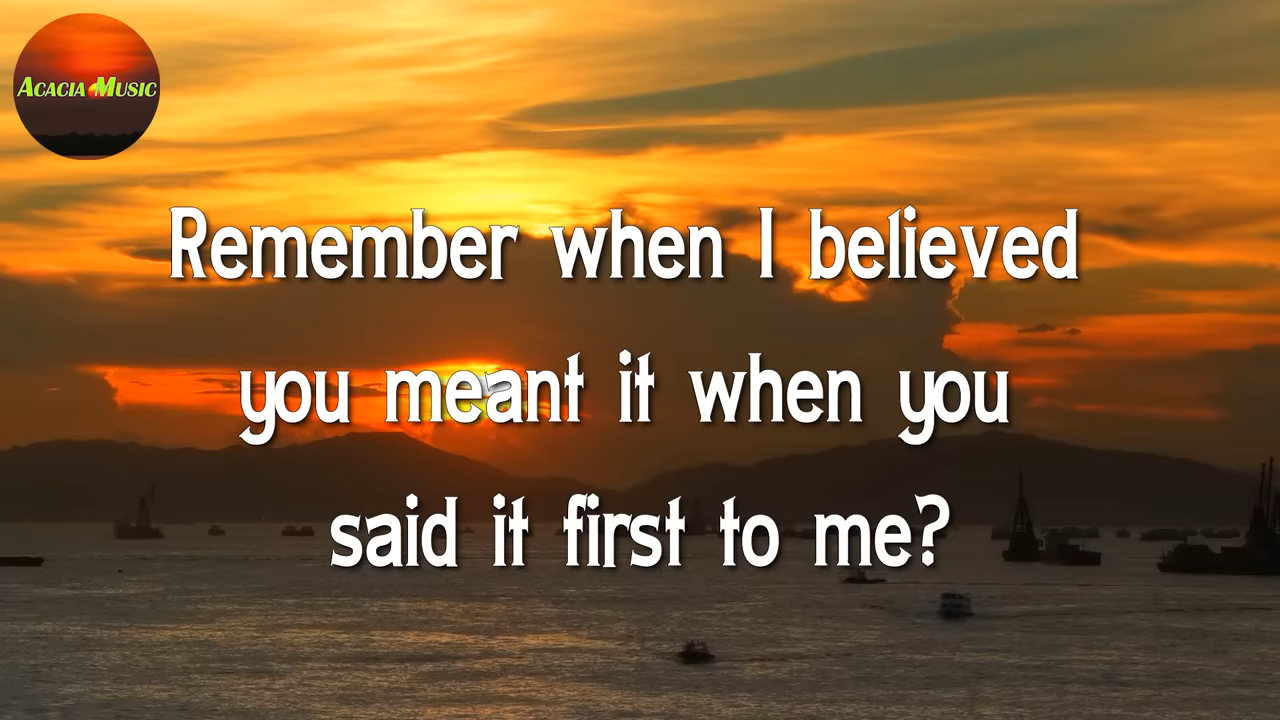 ACACIA MUSIC
Remember when I believed
you meant it when you
said it first to me?